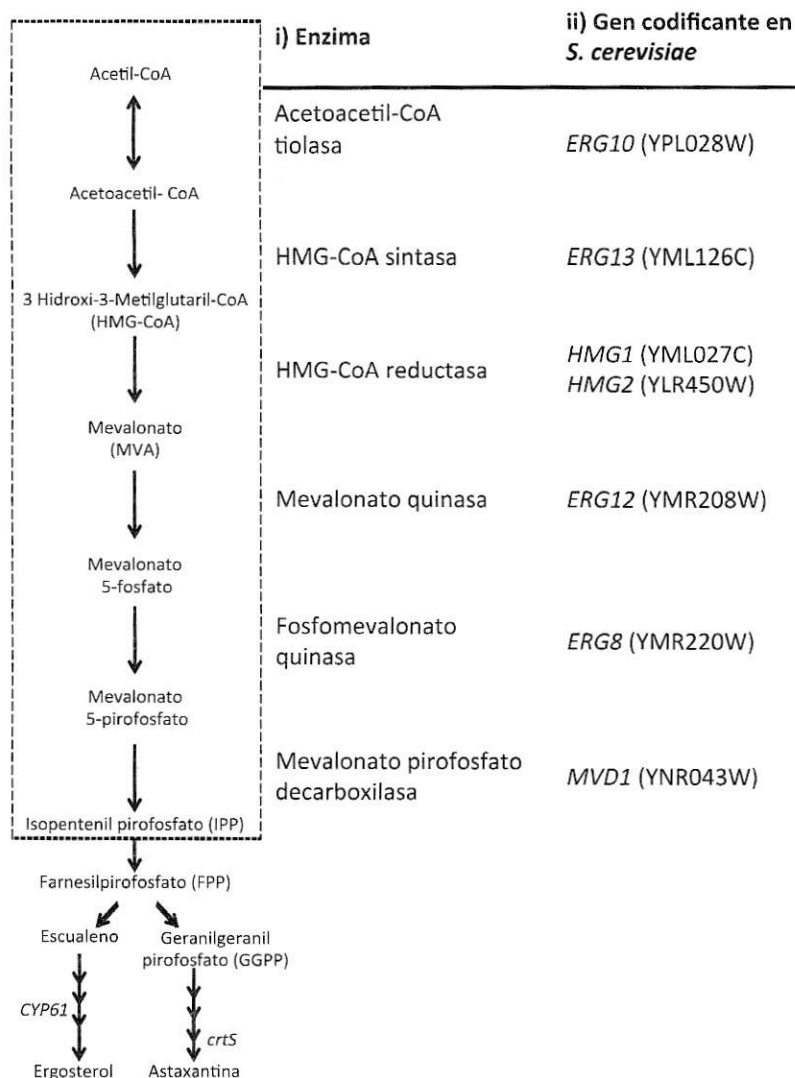 i) Enzima
ii) Gen codificante en
S. cerevisiae
Acetil-CoA
Acetoacetil-CoA
tiolasa
ERG10 (YPL028W)
Acetoacetil- CoA
HMG-CoA sintasa
ERG13 (YML126C)
3 Hidroxi-3-Metilglutaril-CoA
(HMG-CoA)
HMG-CoA reductasa
HMG1 (YML027C)
HMG2 (YLR450W)
Mevalonato
(MVA)
Mevalonato quinasa
ERG12 (YMR208W)
Mevalonato
5-fosfato
Fosfomevalonato
quinasa
ERG8 (YMR220W)
Mevalonato
5-pirofosfato
Mevalonato pirofosfato
decarboxilasa
MVD1 (YNR043W)
Isopentenil pirofosfato (IPP)
Farnesilpirofosfato (FPP)
Escualeno
Geranilgeranil
pirofosfato (GGPP)
CYP61
crtS
Ergosterol
Astaxantina